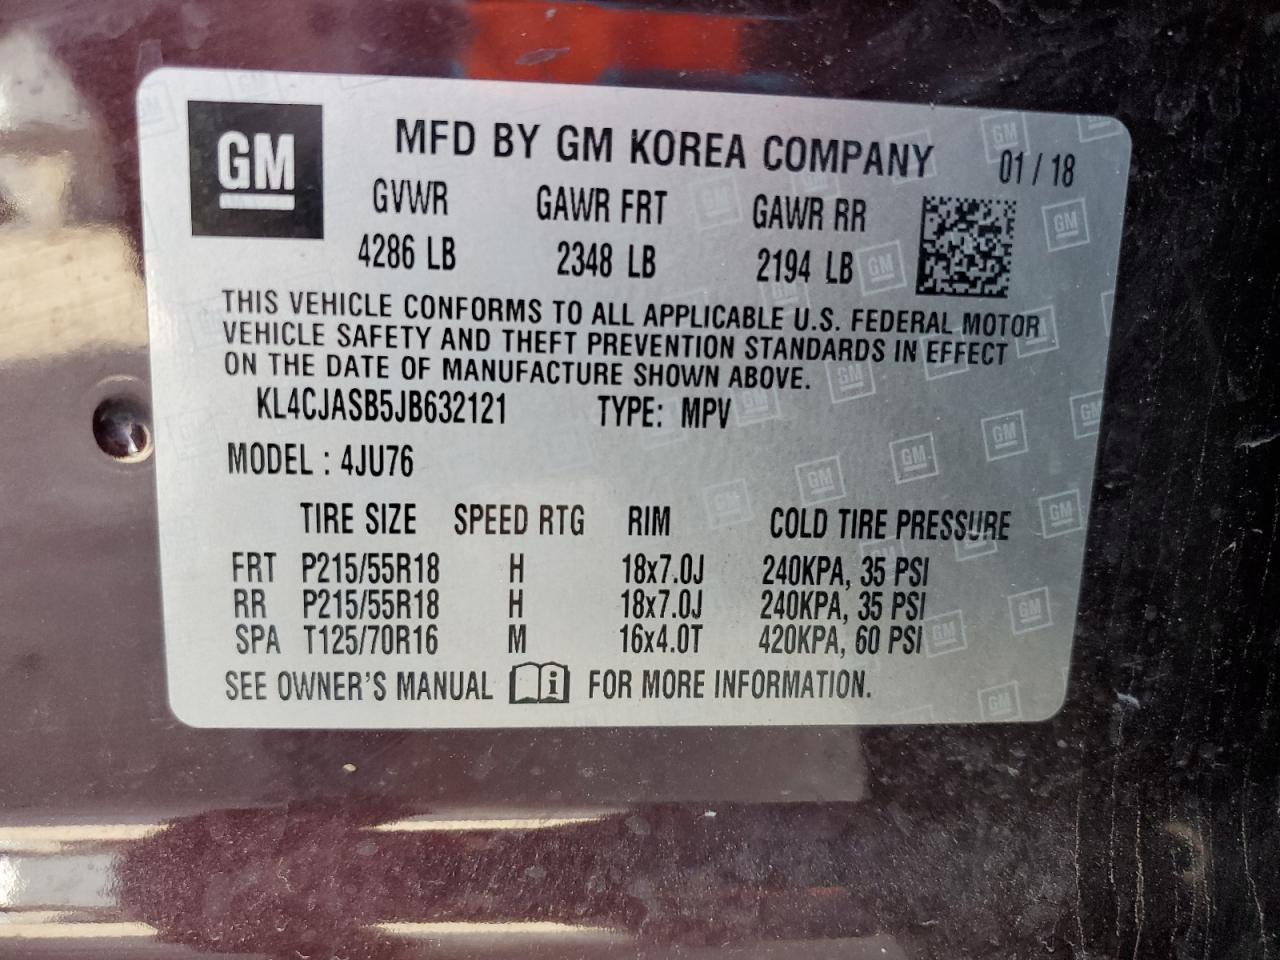 GM
MFD BY GM KOREA COMPANY 01 / 18
GVWR GAWR FRT GAWR RR
4286 LB 2348 LB 2194 LB
THIS VEHICLE CONFORMS TO ALL APPLICABLE U.S. FEDERAL MOTOR
VEHICLE SAFETY AND THEFT PREVENTION STANDARDS IN EFFECT
ON THE DATE OF MANUFACTURE SHOWN ABOVE.
KL4CJASB5JB632121 TYPE: MPV
MODEL : 4JU76
TIRE SIZE SPEED RTG RIM COLD TIRE PRESSURE
FRT P215/55R18 H 18x7.0J 240KPA, 35 PSI
RR P215/55R18 H 18x7.0J 240KPA, 35 PSI
SPA T125/70R16 M 16x4.0T 420KPA, 60 PSI
SEE OWNER'S MANUAL i FOR MORE INFORMATION.